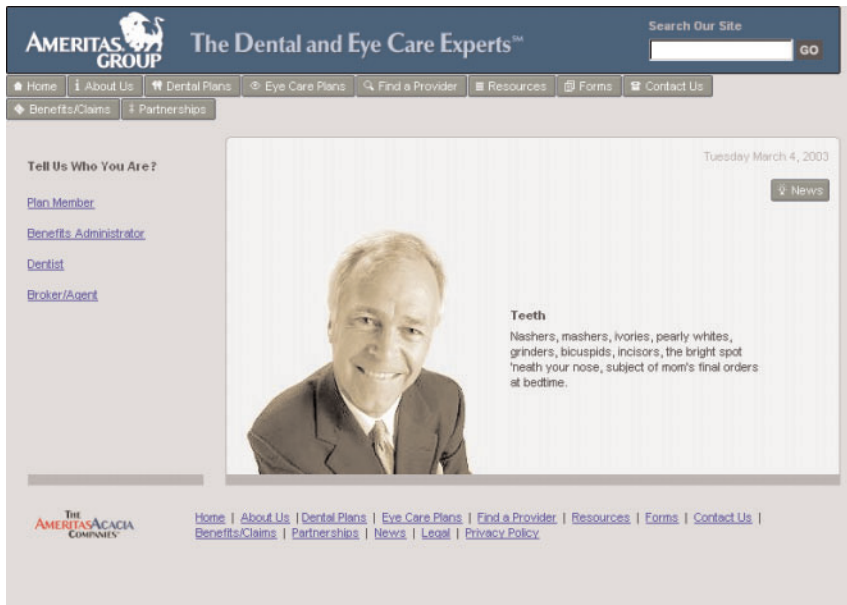 AMERITAS GROUP
The Dental and Eye Care Experts℠
Search Our Site
GO
Home About Us Dental Plans Eye Care Plans Find a Provider Resources Forms Contact Us
Benefits/Claims Partnerships
Tell Us Who You Are?
Plan Member
Benefits Administrator
Dentist
Broker/Agent
Tuesday March 4, 2003
News
Teeth
Nashers, mashers, ivories, pearly whites,
grinders, bicuspids, incisors, the bright spot
'neath your nose, subject of mom's final orders
at bedtime.
THE
AMERITASACACIA
COMPANIES
Home | About Us | Dental Plans | Eye Care Plans | Find a Provider | Resources | Forms | Contact Us |
Benefits/Claims | Partnerships | News | Legal | Privacy Policy